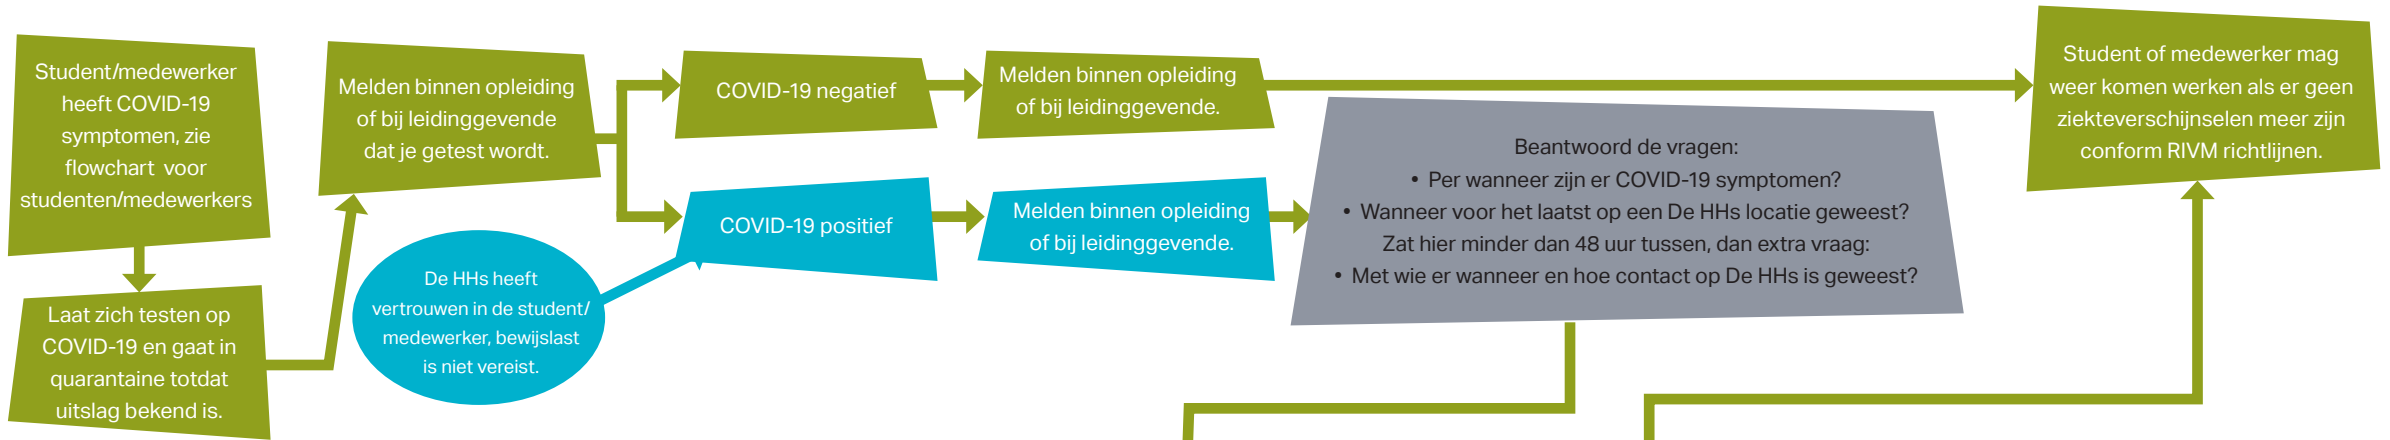 Student/medewerker
heeft COVID-19
symptomen, zie
flowchart voor
studenten/medewerkers
Laat zich testen op
COVID-19 en gaat in
quarantaine totdat
uitslag bekend is.
Melden binnen opleiding
of bij leidinggevende
dat je getest wordt.
COVID-19 negatief
Melden binnen opleiding
of bij leidinggevende.
Student of medewerker mag
weer komen werken als er geen
ziekteverschijnselen meer zijn
conform RIVM richtlijnen.
De HHs heeft
vertrouwen in de student/
medewerker, bewijslast
is niet vereist.
COVID-19 positief
Melden binnen opleiding
of bij leidinggevende.
Beantwoord de vragen:
• Per wanneer zijn er COVID-19 symptomen?
• Wanneer voor het laatst op een De HHs locatie geweest?
Zat hier minder dan 48 uur tussen, dan extra vraag:
• Met wie er wanneer en hoe contact op De HHs is geweest?